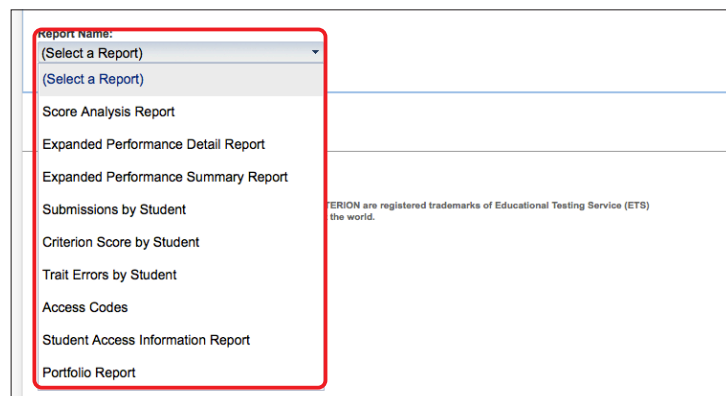 Report Name:
(Select a Report)
(Select a Report)
Score Analysis Report
Expanded Performance Detail Report
Expanded Performance Summary Report
Submissions by Student
TERION are registered trademarks of Educational Testing Service (ETS)
the world.
Criterion Score by Student
Trait Errors by Student
Access Codes
Student Access Information Report
Portfolio Report